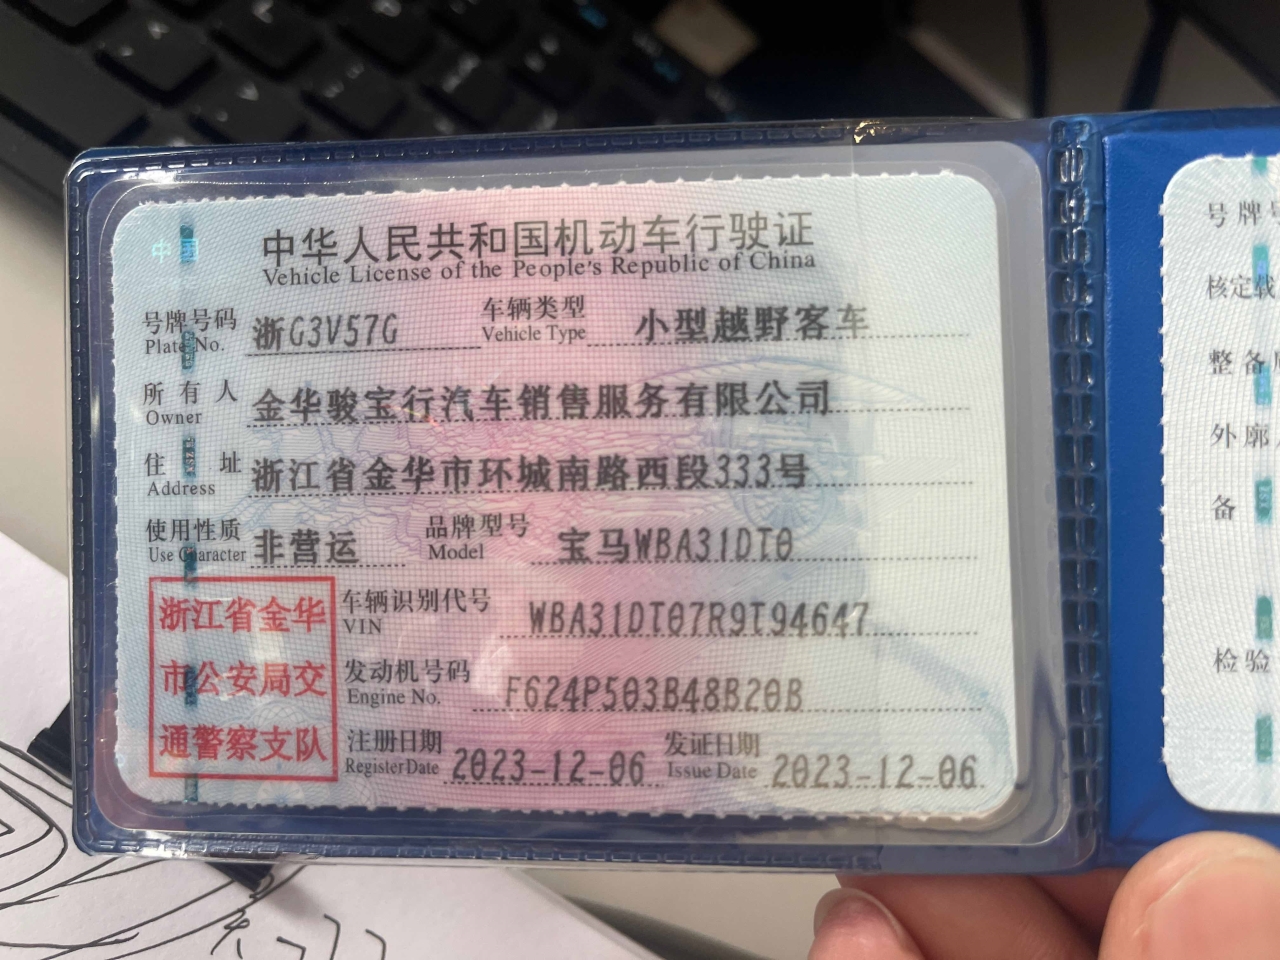 中国
中华人民共和国机动车行驶证
Vehicle License of the People's Republic of China
号牌号码 浙G3V57G 车辆类型 小型越野客车
Plate No. Vehicle Type
所有人 金华骏宝行汽车销售服务有限公司
Owner
住址 浙江省金华市环城南路西段333号
Address
使用性质 非营运 品牌型号 宝马WBA31DT0
Use Character Model
浙江省金华
市公安局交
通警察支队
车辆识别代号 WBA31DT07R9T94647
VIN
发动机号码 F624P503B48B20B
Engine No.
注册日期 2023-12-06 发证日期 2023-12-06
Register Date Issue Date
号牌
核定载
整备
外廓
备
检验